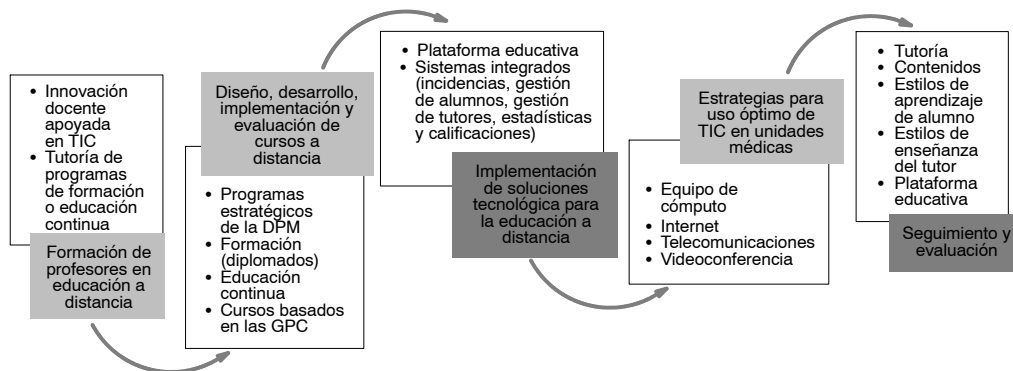 • Innovación
docente
apoyada
en TIC
• Tutoría de
programas
de formación
o educación
continua
Formación de
profesores en
educación a
distancia
Diseño, desarrollo,
implementación y
evaluación de
cursos a
distancia
• Programas
estratégicos
de la DPM
• Formación
(diplomados)
• Educación
continua
• Cursos basados
en las GPC
• Plataforma educativa
• Sistemas integrados
(incidencias, gestión
de alumnos, gestión
de tutores, estadísticas
y calificaciones)
Implementación
de soluciones
tecnológica para
la educación a
distancia
Estrategias para
uso óptimo de
TIC en unidades
médicas
• Equipo de
cómputo
• Internet
• Telecomunicaciones
• Videoconferencia
• Tutoría
• Contenidos
• Estilos de
aprendizaje
de alumno
• Estilos de
enseñanza
del tutor
• Plataforma
educativa
Seguimiento y
evaluación